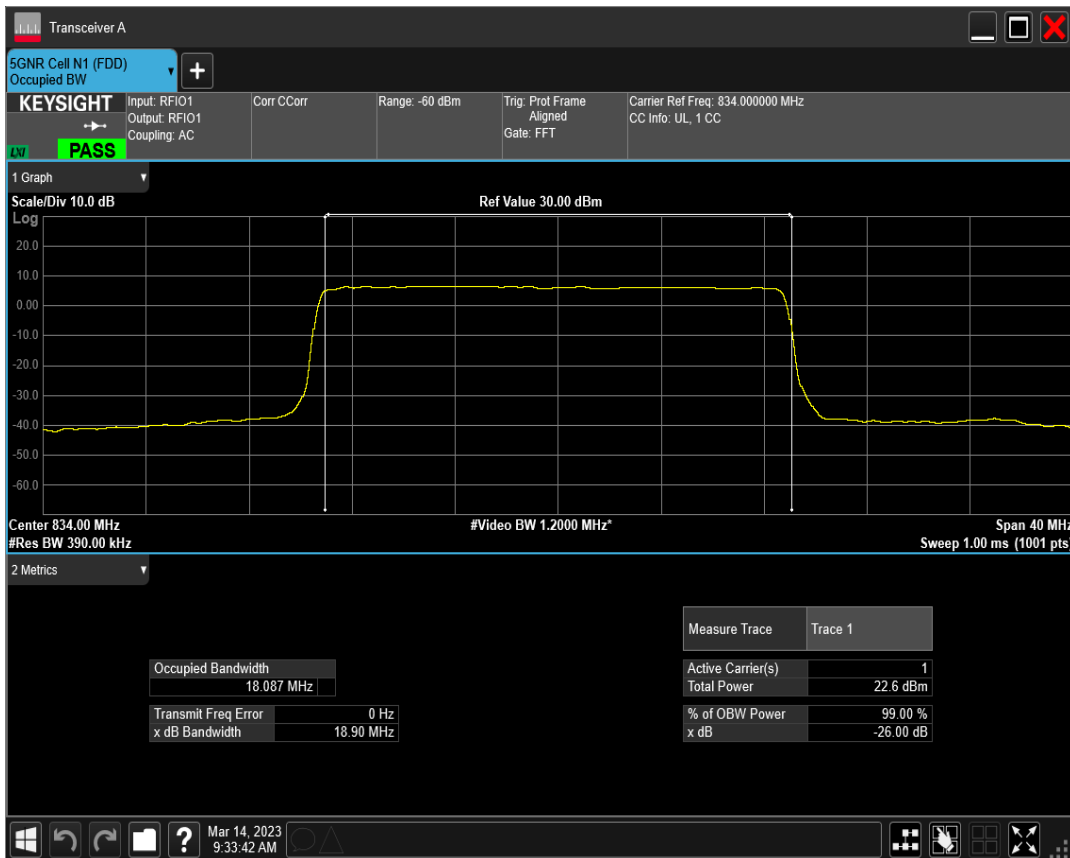 Transceiver A
5GNR Cell N1 (FDD)
Occupied BW
KEYSIGHT
LXI
PASS
Input: RFIO1
Output: RFIO1
Coupling: AC
Corr CCorr
Range: -60 dBm
Trig: Prot Frame
Aligned
Gate: FFT
Carrier Ref Freq: 834.000000 MHz
CC Info: UL, 1 CC
1 Graph
Scale/Div 10.0 dB
Ref Value 30.00 dBm
Log
20.0
10.0
0.00
-10.0
-20.0
-30.0
-40.0
-50.0
-60.0
Center 834.00 MHz
#Video BW 1.2000 MHz*
Span 40 MHz
#Res BW 390.00 kHz
Sweep 1.00 ms (1001 pts)
2 Metrics
Measure Trace Trace 1
Occupied Bandwidth
18.087 MHz
Active Carrier(s) 1
Total Power 22.6 dBm
Transmit Freq Error 0 Hz
x dB Bandwidth 18.90 MHz
% of OBW Power 99.00 %
x dB -26.00 dB
?
Mar 14, 2023
9:33:42 AM